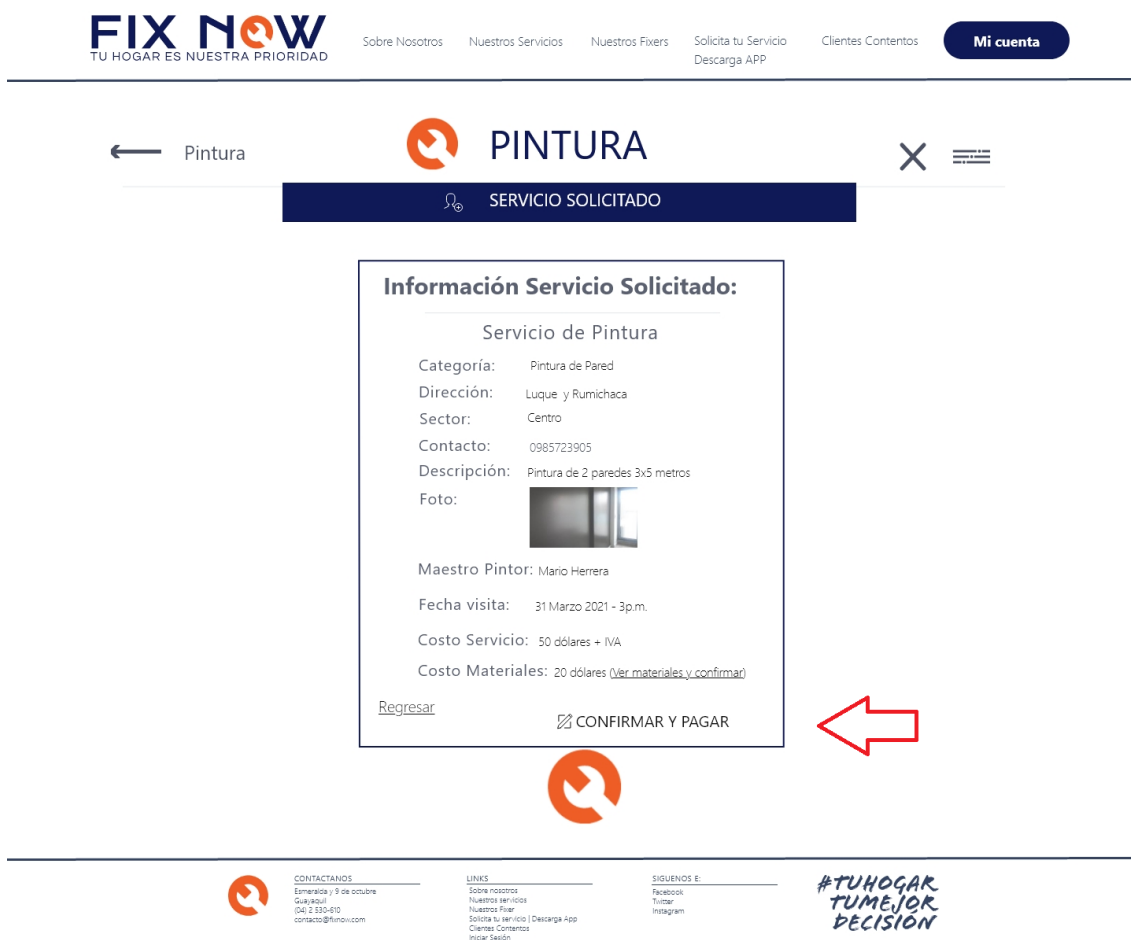 FIX NOW
TU HOGAR ES NUESTRA PRIORIDAD
Sobre Nosotros
Nuestros Servicios
Nuestros Fixers
Solicita tu Servicio
Descarga APP
Clientes Contentos
Mi cuenta
Pintura
PINTURA
SERVICIO SOLICITADO
Información Servicio Solicitado:
Servicio de Pintura
Categoría: Pintura de Pared
Dirección: Luque y Rumichaca
Sector: Centro
Contacto: 0985723905
Descripción: Pintura de 2 paredes 3x5 metros
Foto:
Maestro Pintor: Mario Herrera
Fecha visita: 31 Marzo 2021 - 3p.m.
Costo Servicio: 50 dólares + IVA
Costo Materiales: 20 dólares (Ver materiales y confirmar)
Regresar
CONFIRMAR Y PAGAR
CONTACTANOS
Esmeralda y 9 de octubre
Guayaquil
(04) 2 530-610
contacto@fixnow.com
LINKS
Sobre nosotros
Nuestros servicios
Nuestros Fixer
Solicita tu servicio | Descarga App
Clientes Contentos
Iniciar Sesión
SIGUENOS E:
Facebook
Twitter
Instagram
#TUHOGAR
TUMEJOR
DECISIÓN